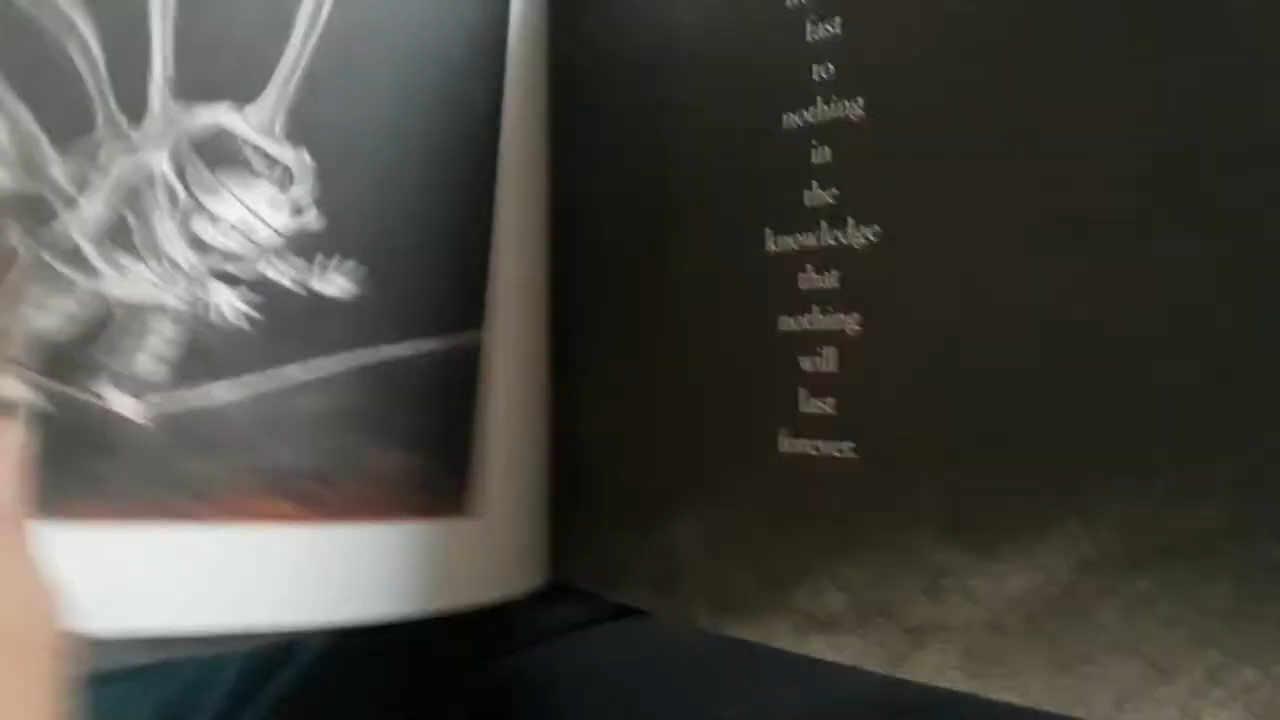 fast
to
nothing
in
the
knowledge
that
nothing
will
last
forever.